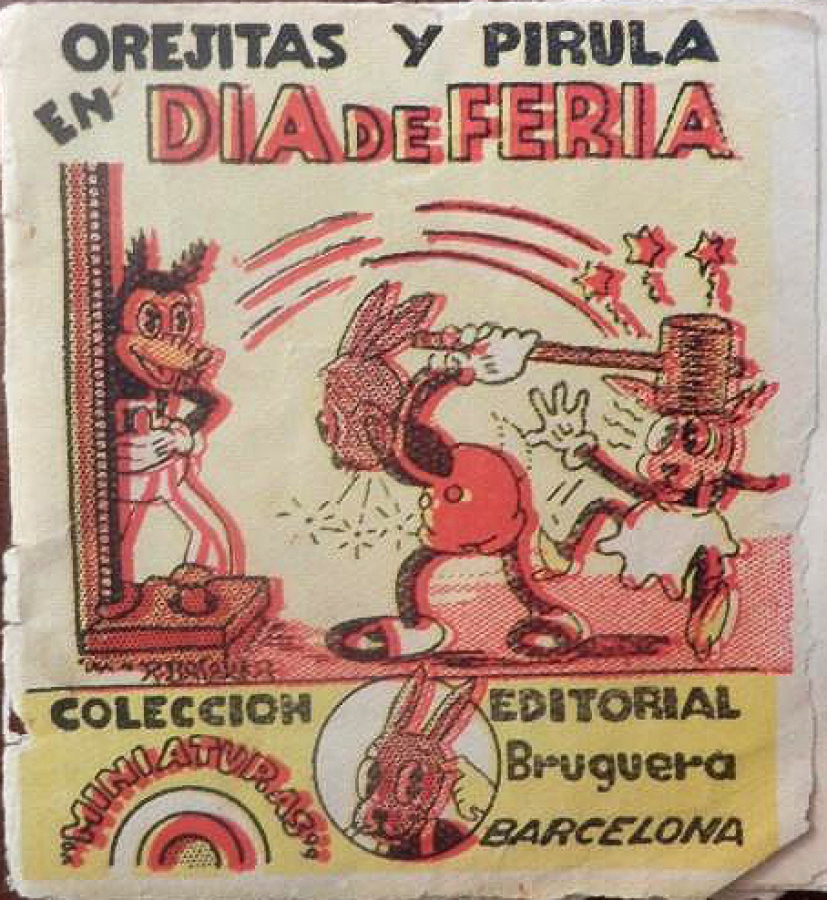 OREJITAS Y PIRULA
EN DIA DE FERIA
COLECCION
"MINIATURAS"
EDITORIAL
Bruguera
BARCELONA